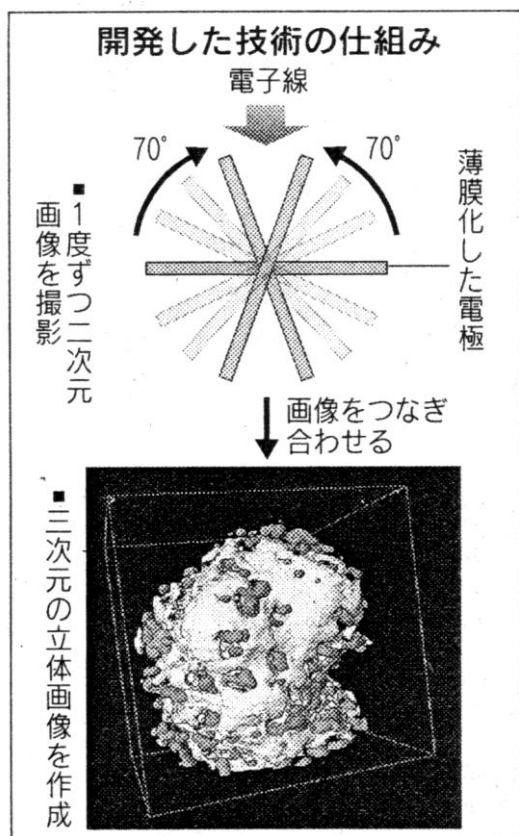 開発した技術の仕組み
電子線
70°
70°
薄膜化した電極
■1度ずつ二次元
画像を撮影
画像をつなぎ
合わせる
■三次元の立体画像を作成